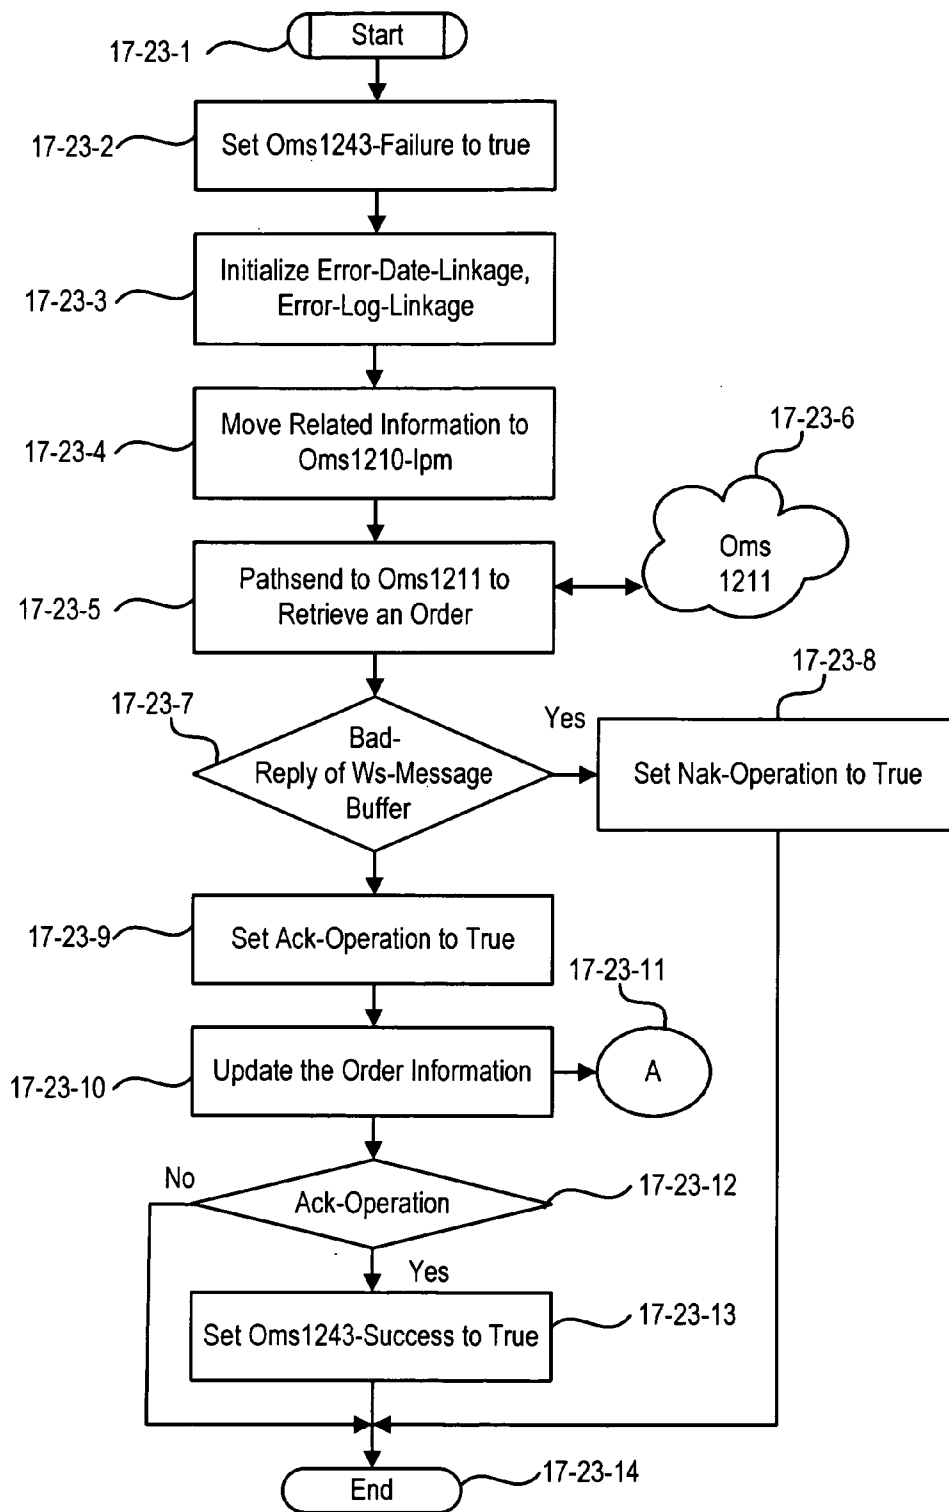 Start
17-23-1
17-23-2
Set Oms1243-Failure to true
Initialize Error-Date-Linkage,
Error-Log-Linkage
17-23-3
Move Related Information to
Oms1210-Ipm
17-23-4
17-23-6
Oms
1211
Pathsend to Oms1211 to
Retrieve an Order
17-23-5
17-23-7
Bad-
Reply of Ws-Message
Buffer
Yes
17-23-8
Set Nak-Operation to True
17-23-9
Set Ack-Operation to True
17-23-11
17-23-10
Update the Order Information
A
No
Ack-Operation
17-23-12
Yes
Set Oms1243-Success to True
17-23-13
End
17-23-14